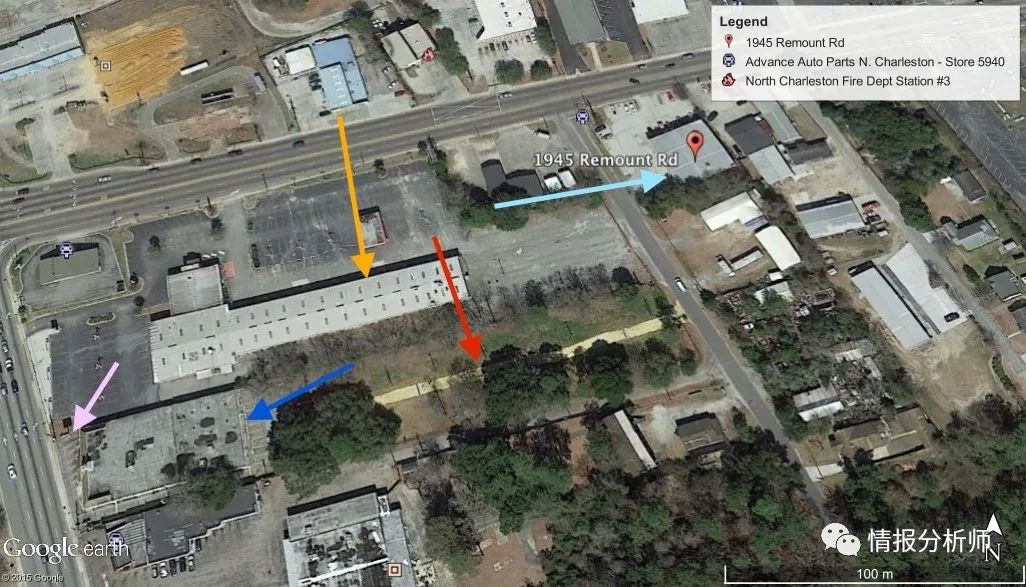 Legend
1945 Remount Rd
Advance Auto Parts N. Charleston - Store 5940
North Charleston Fire Dept Station #3
1945 Remount Rd
Google earth
© 2015 Google
情报分析师
N
100 m